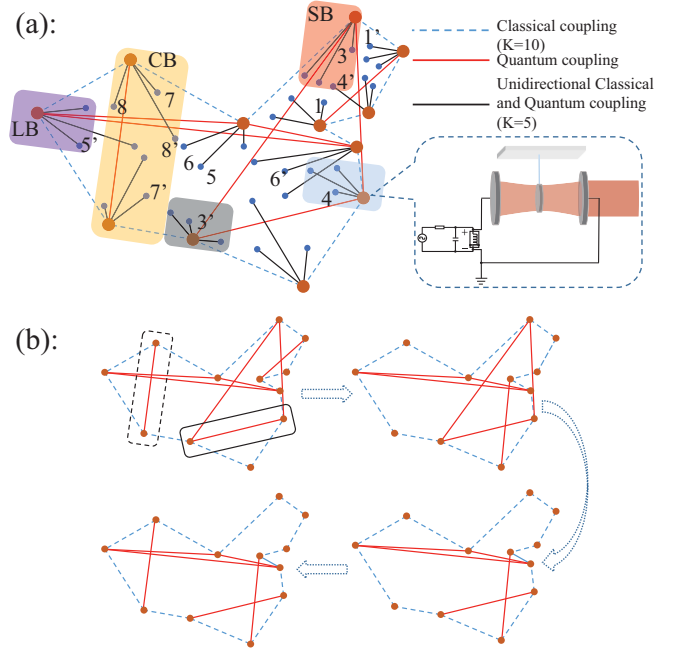 (a):
SB
1'
Classical coupling
(K=10)
Quantum coupling
Unidirectional Classical
and Quantum coupling
(K=5)
CB
3
4'
8
7
1
LB
5'
8'
6
5
6'
7'
4
3'
(b):